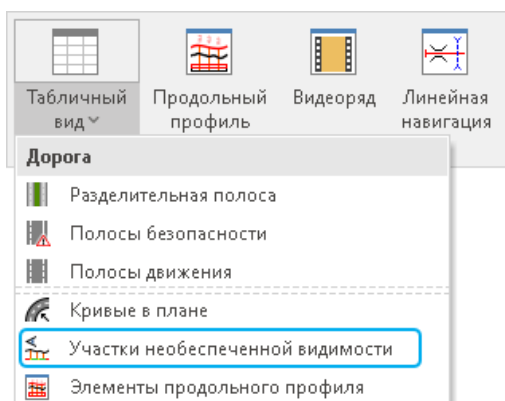 Табличный вид
Продольный профиль
Видеоряд
Линейная навигация
Дорога
Разделительная полоса
Полосы безопасности
Полосы движения
Кривые в плане
Участки необеспеченной видимости
Элементы продольного профиля